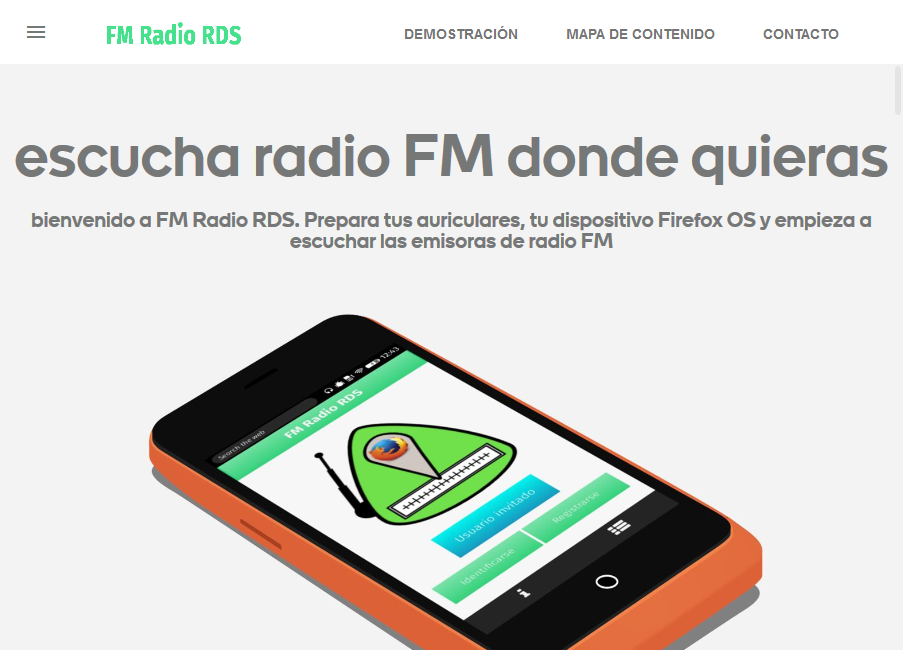 FM Radio RDS
DEMOSTRACIÓN
MAPA DE CONTENIDO
CONTACTO
escucha radio FM donde quieras
bienvenido a FM Radio RDS. Prepara tus auriculares, tu dispositivo Firefox OS y empieza a
escuchar las emisoras de radio FM
12:43
Search the web
FM Radio RDS
Usuario invitado
Identificarse
Registrarse